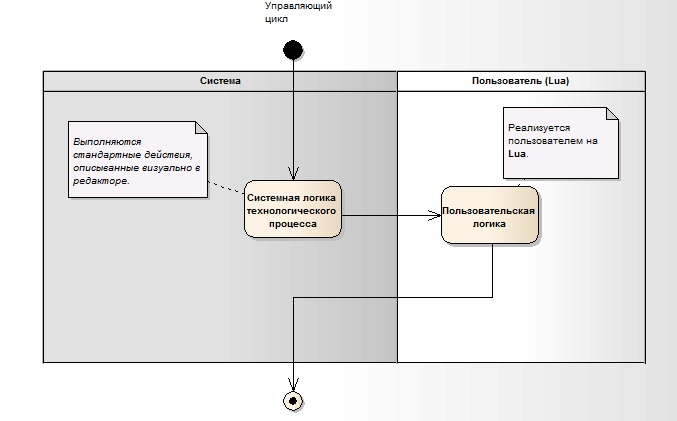 Управляющий
цикл
Система
Пользователь (Lua)
Выполняются
стандартные действия,
описыванные визуально в
редакторе.
Реализуется
пользователем на
Lua.
Системная логика
технологического
процесса
Пользовательская
логика